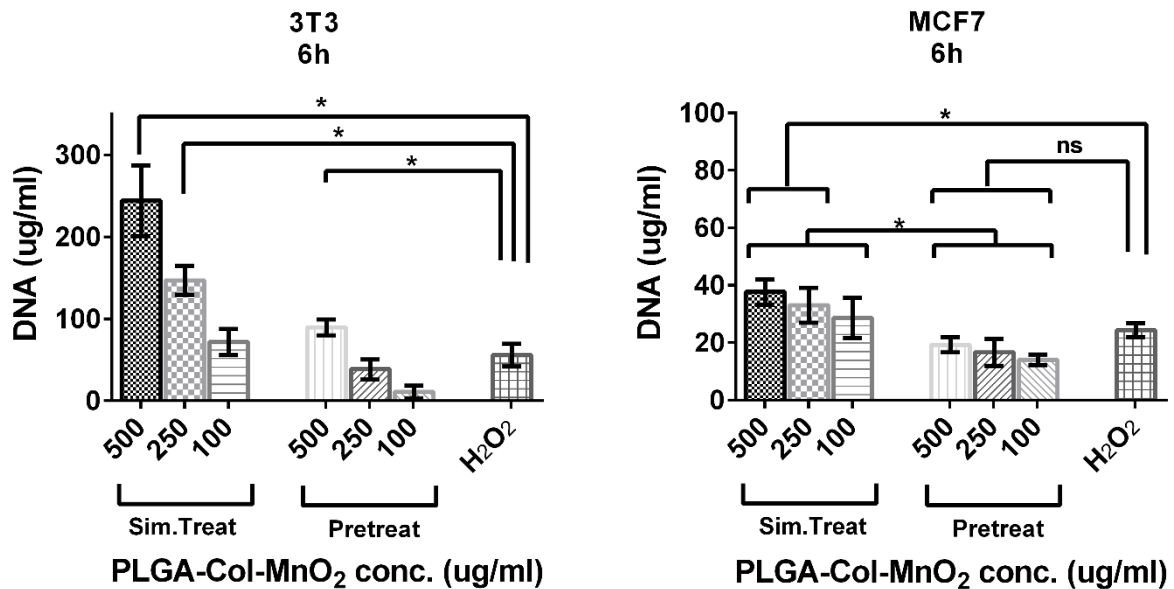 3T3
6h
*
*
*
DNA (ug/ml)
300
200
100
0
500
250
100
500
250
100
H₂O₂
Sim.Treat
Pretreat
PLGA-Col-MnO₂ conc. (ug/ml)
MCF7
6h
*
ns
*
DNA (ug/ml)
100
80
60
40
20
0
500
250
100
500
250
100
H₂O₂
Sim.Treat
Pretreat
PLGA-Col-MnO₂ conc. (ug/ml)